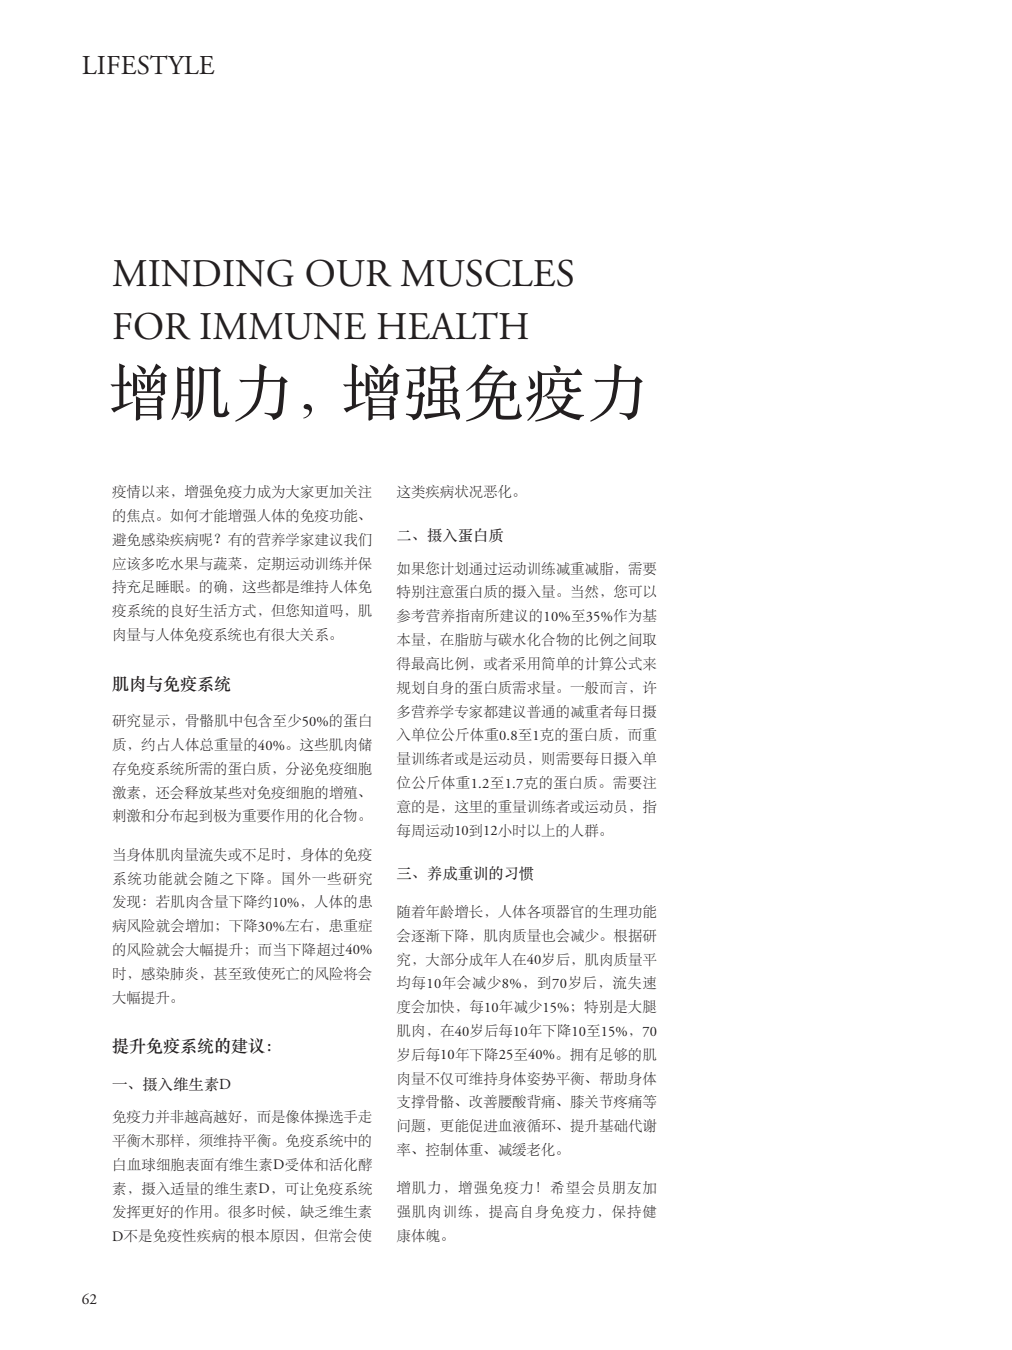 LIFESTYLE
MINDING OUR MUSCLES
FOR IMMUNE HEALTH
增肌力，增强免疫力
疫情以来，增强免疫力成为大家更加关注
的焦点。如何才能增强人体的免疫功能、
避免感染疾病呢？有的营养学家建议我们
应该多吃水果与蔬菜，定期运动训练并保
持充足睡眠。的确，这些都是维持人体免
疫系统的良好生活方式，但您知道吗，肌
肉量与人体免疫系统也有很大关系。
肌肉与免疫系统
研究显示，骨骼肌中包含至少50%的蛋白
质，约占人体总重量的40%。这些肌肉储
存免疫系统所需的蛋白质，分泌免疫细胞
激素，还会释放某些对免疫细胞的增殖、
刺激和分布起到极为重要作用的化合物。
当身体肌肉量流失或不足时，身体的免疫
系统功能就会随之下降。国外一些研究
发现：若肌肉含量下降约10%，人体的患
病风险就会增加；下降30%左右，患重症
的风险就会大幅提升；而当下降超过40%
时，感染肺炎，甚至致使死亡的风险将会
大幅提升。
提升免疫系统的建议：
一、摄入维生素D
免疫力并非越高越好，而是像体操选手走
平衡木那样，须维持平衡。免疫系统中的
白血球细胞表面有维生素D受体和活化酵
素，摄入适量的维生素D，可让免疫系统
发挥更好的作用。很多时候，缺乏维生素
D不是免疫性疾病的根本原因，但常会使
这类疾病状况恶化。
二、摄入蛋白质
如果您计划通过运动训练减重减脂，需要
特别注意蛋白质的摄入量。当然，您可以
参考营养指南所建议的10%至35%作为基
本量，在脂肪与碳水化合物的比例之间取
得最高比例，或者采用简单的计算公式来
规划自身的蛋白质需求量。一般而言，许
多营养学专家都建议普通的减重者每日摄
入单位公斤体重0.8至1克的蛋白质，而重
量训练者或是运动员，则需要每日摄入单
位公斤体重1.2至1.7克的蛋白质。需要注
意的是，这里的重量训练者或运动员，指
每周运动10到12小时以上的人群。
三、养成重训的习惯
随着年龄增长，人体各项器官的生理功能
会逐渐下降，肌肉质量也会减少。根据研
究，大部分成年人在40岁后，肌肉质量平
均每10年会减少8%，到70岁后，流失速
度会加快，每10年减少15%；特别是大腿
肌肉，在40岁后每10年下降10至15%，70
岁后每10年下降25至40%。拥有足够的肌
肉量不仅可维持身体姿势平衡、帮助身体
支撑骨骼、改善腰酸背痛、膝关节疼痛等
问题，更能促进血液循环、提升基础代谢
率、控制体重、减缓老化。
增肌力，增强免疫力！希望会员朋友加
强肌肉训练，提高自身免疫力，保持健
康体魄。
62